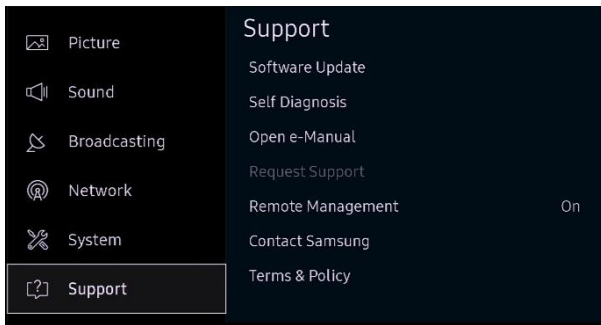 Picture
Sound
Broadcasting
Network
System
Support
Support
Software Update
Self Diagnosis
Open e-Manual
Request Support
Remote Management On
Contact Samsung
Terms & Policy